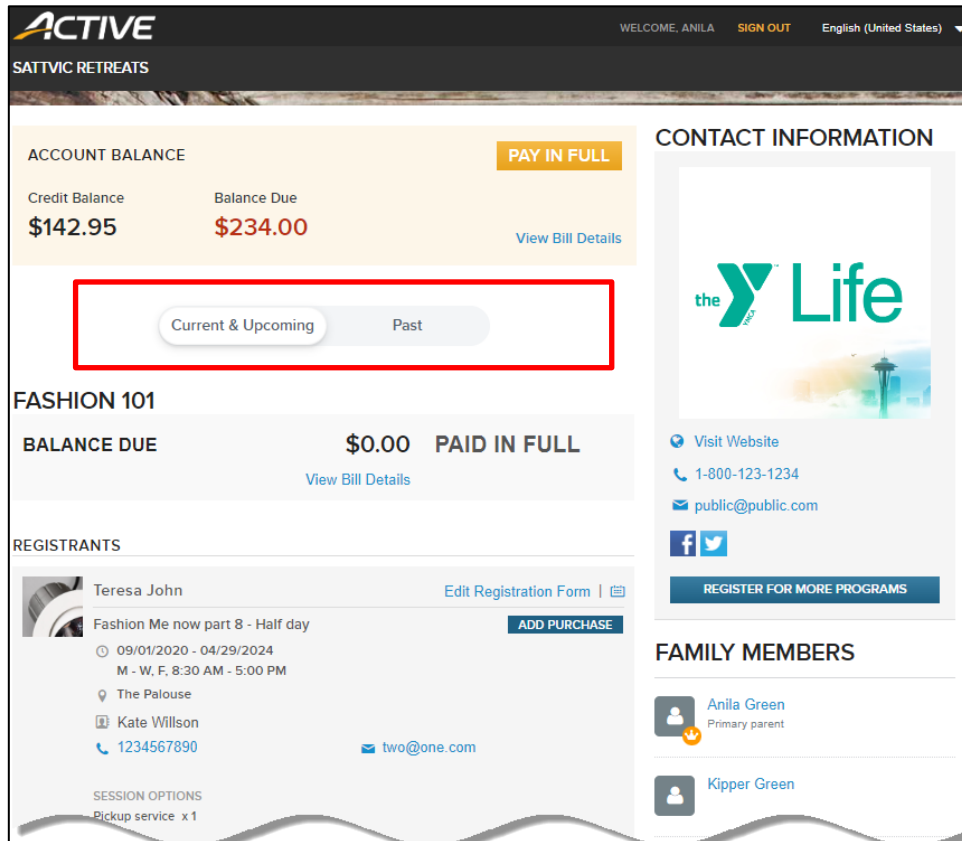 ACTIVE
WELCOME, ANILA SIGN OUT English (United States)
SATTVIC RETREATS
ACCOUNT BALANCE
PAY IN FULL
Credit Balance Balance Due
$142.95 $234.00
View Bill Details
Current & Upcoming Past
FASHION 101
BALANCE DUE $0.00 PAID IN FULL
View Bill Details
REGISTRANTS
Teresa John Edit Registration Form |
Fashion Me now part 8 - Half day ADD PURCHASE
09/01/2020 - 04/29/2024
M - W, F, 8:30 AM - 5:00 PM
The Palouse
Kate Willson
1234567890 two@one.com
SESSION OPTIONS
Pickup service x 1
CONTACT INFORMATION
the Y Life
YMCA
Visit Website
1-800-123-1234
public@public.com
REGISTER FOR MORE PROGRAMS
FAMILY MEMBERS
Anila Green
Primary parent
Kipper Green